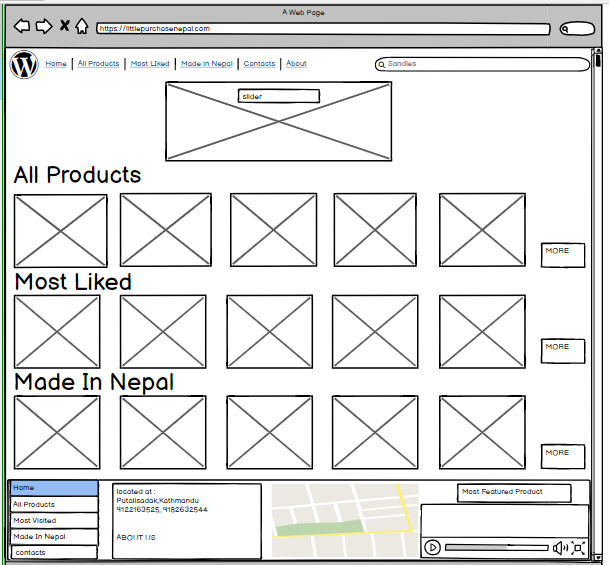 A Web Page
https://littlepurchasenepal.com
Home | All Products | Most Liked | Made in Nepal | Contacts | About
Sandles
slider
All Products
MORE
Most Liked
MORE
Made In Nepal
MORE
Home
All Products
Most Visited
Made In Nepal
contacts
located at :
Putalisadak,Kathmandu
9122163525, 9182632544
ABOUT US
Most Featured Product